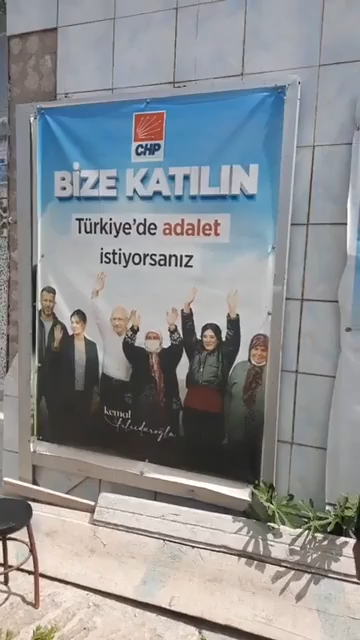 CHP
BİZE KATILIN
Türkiye'de adalet
istiyorsanız
kemal
kılıçdaroğlu